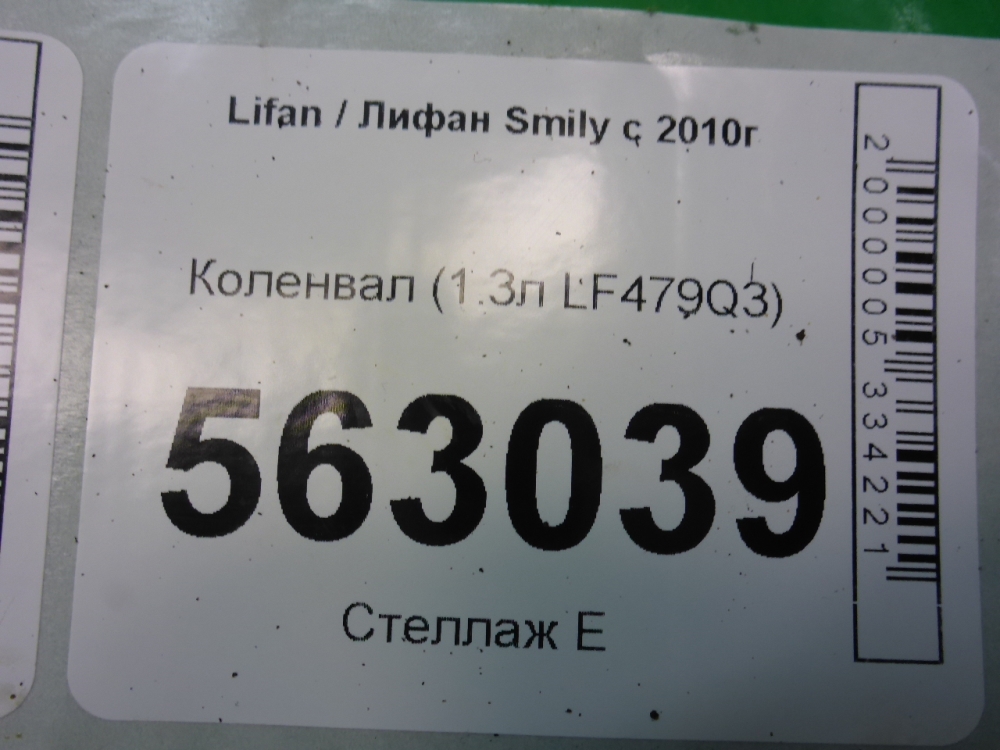 Lifan / Лифан Smily с 2010г
Коленвал (1.3л LF479Q3)
563039
Стеллаж Е
2000005334221